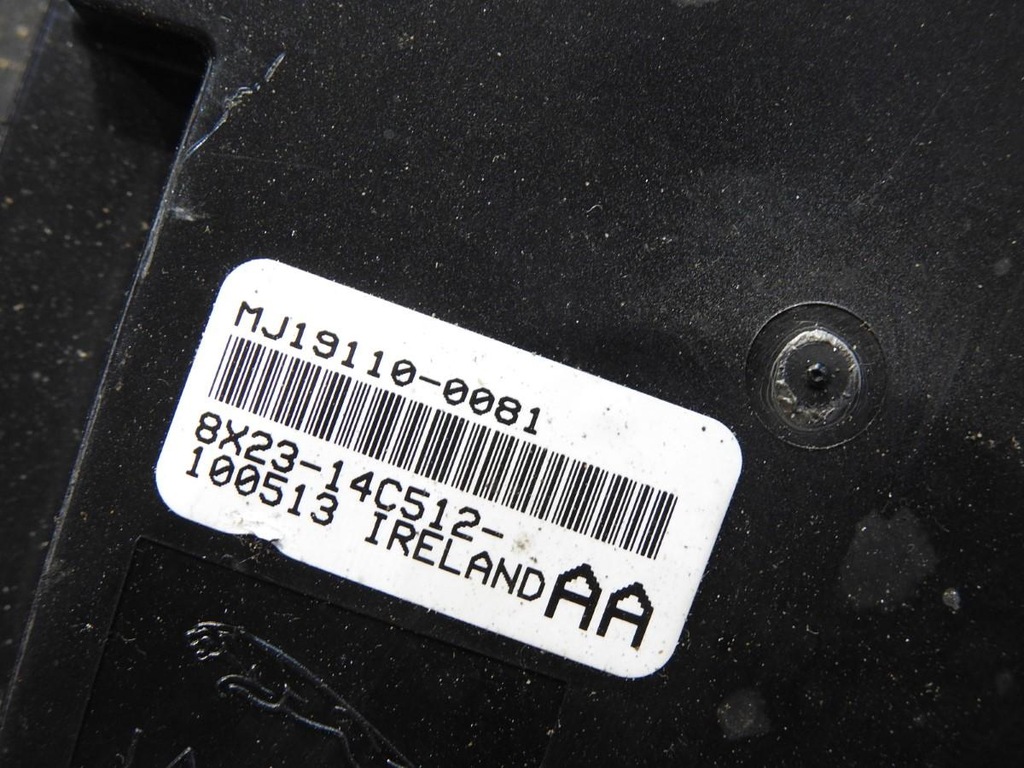 MJ19110-0081
8X23-14C512-
100513 IRELAND AA